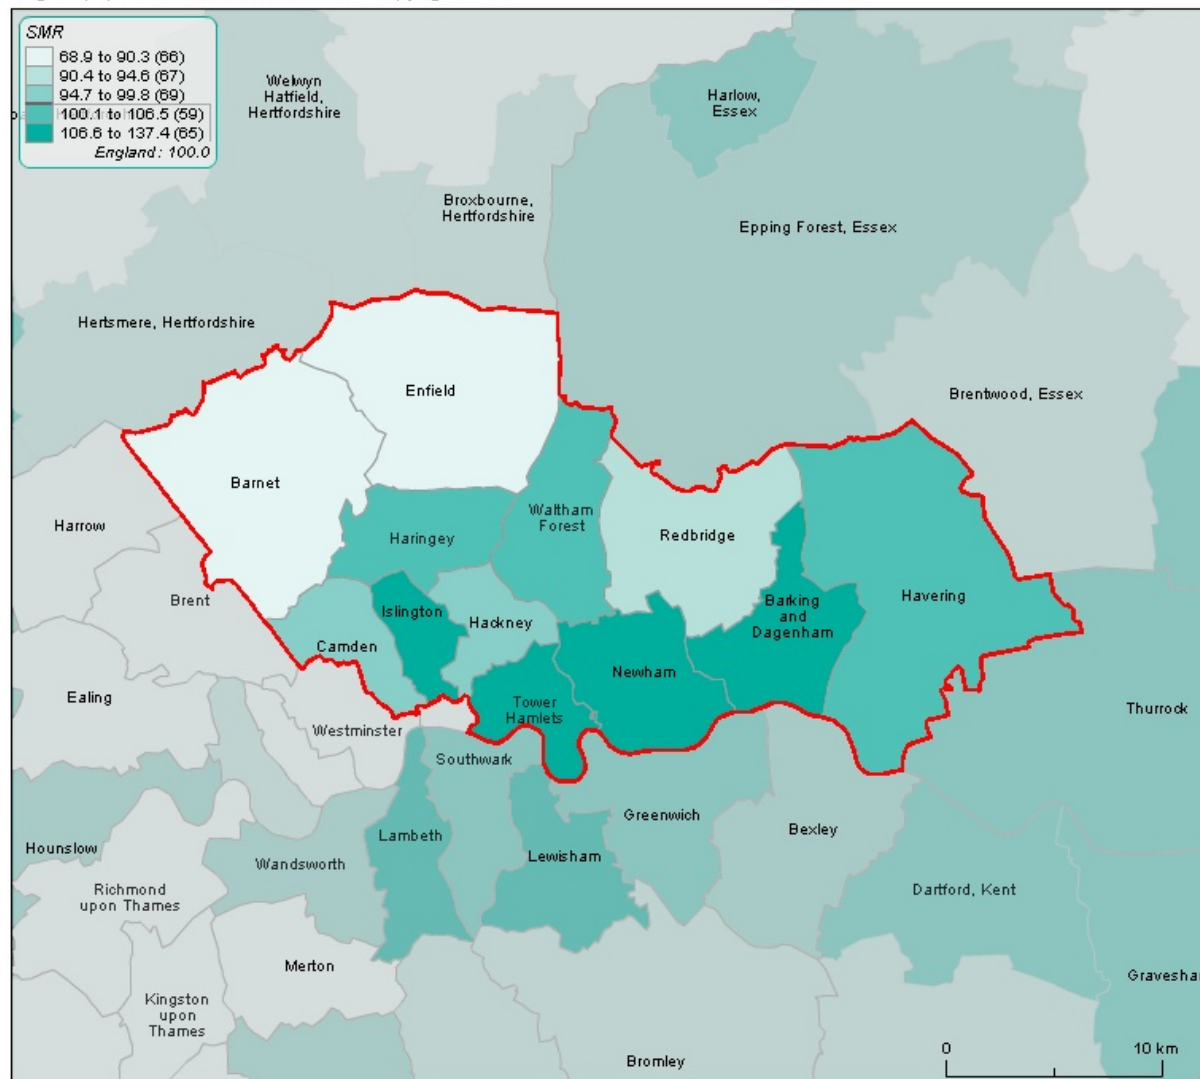 SMR
68.9 to 90.3 (66)
90.4 to 94.6 (67)
94.7 to 99.8 (69)
100.1 to 106.5 (59)
106.6 to 137.4 (65)
England: 100.0
Welwyn
Hatfield,
Hertfordshire
Harlow,
Essex
Broxbourne,
Hertfordshire
Epping Forest, Essex
Hertsmere, Hertfordshire
Enfield
Brentwood, Essex
Barnet
Harrow
Waltham
Forest
Haringey
Redbridge
Brent
Islington
Hackney
Barking
and
Dagenham
Havering
Camden
Newham
Ealing
Tower
Hamlets
Thurrock
Westminster
Southwark
Greenwich
Bexley
Lambeth
Hounslow
Wandsworth
Lewisham
Richmond
upon Thames
Dartford, Kent
Merton
Gravesha
Kingston
upon
Thames
Bromley
0
10 km